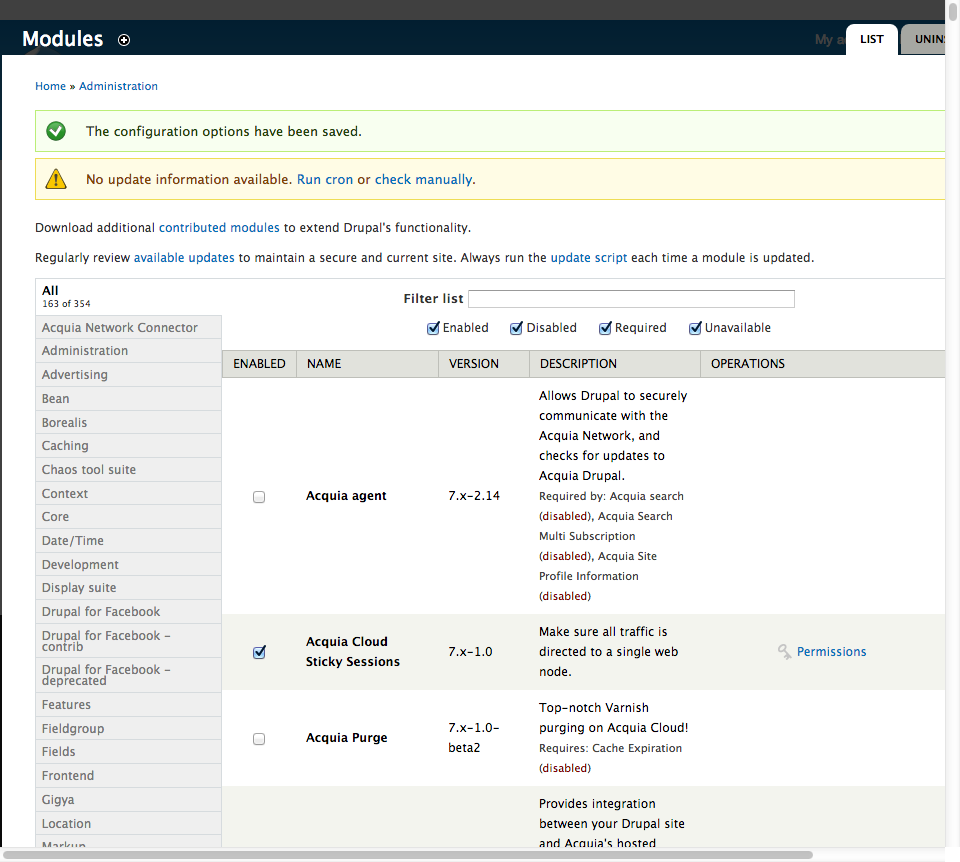 Modules
LIST
Home » Administration
The configuration options have been saved.
No update information available. Run cron or check manually.
Download additional contributed modules to extend Drupal's functionality.
Regularly review available updates to maintain a secure and current site. Always run the update script each time a module is updated.
All
163 of 354
Filter list
Enabled Disabled Required Unavailable
Acquia Network Connector
Administration
Advertising
Bean
Borealis
Caching
Chaos tool suite
Context
Core
Date/Time
Development
Display suite
Drupal for Facebook
Drupal for Facebook -
contrib
Drupal for Facebook -
deprecated
Features
Fieldgroup
Fields
Frontend
Gigya
Location
Markup
ENABLED NAME VERSION DESCRIPTION OPERATIONS
Acquia agent
7.x-2.14
Allows Drupal to securely
communicate with the
Acquia Network, and
checks for updates to
Acquia Drupal.
Required by: Acquia search
(disabled), Acquia Search
Multi Subscription
(disabled), Acquia Site
Profile Information
(disabled)
Acquia Cloud
Sticky Sessions
7.x-1.0
Make sure all traffic is
directed to a single web
node.
Permissions
Acquia Purge
7.x-1.0-
beta2
Top-notch Varnish
purging on Acquia Cloud!
Requires: Cache Expiration
(disabled)
Provides integration
between your Drupal site
and Acquia's hosted